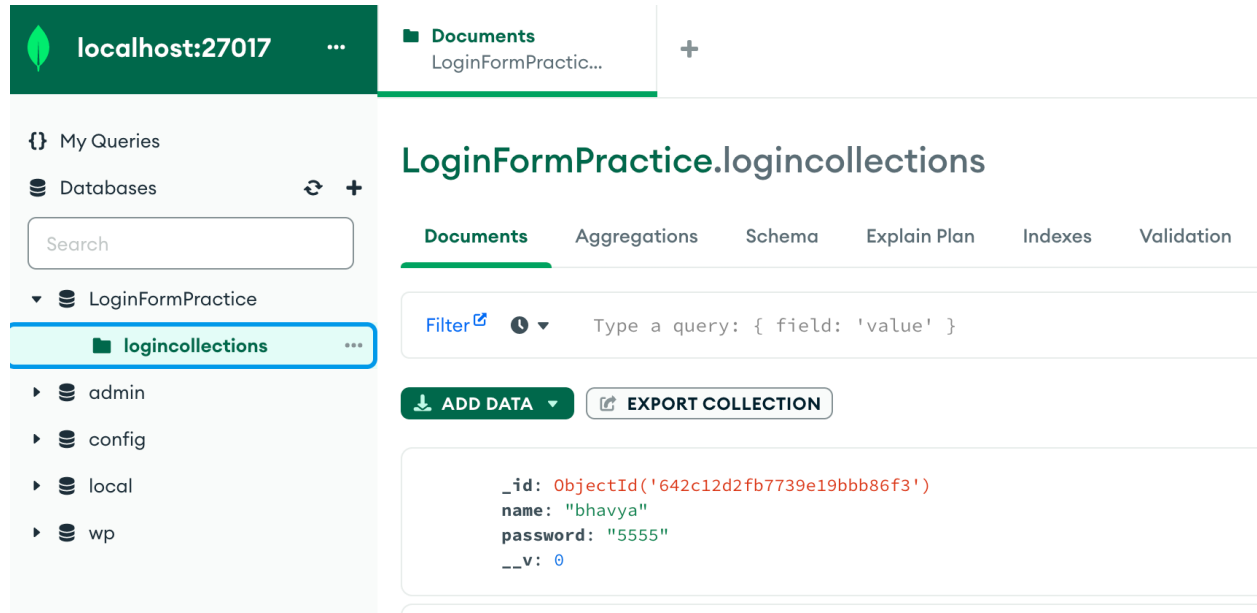 localhost:27017 ...
Documents
LoginFormPractic...
+
{} My Queries
Databases
Search
LoginFormPractice
logincollections ...
admin
config
local
wp
LoginFormPractice.logincollections
Documents Aggregations Schema Explain Plan Indexes Validation
Filter Type a query: { field: 'value' }
ADD DATA EXPORT COLLECTION
_id: ObjectId('642c12d2fb7739e19bbb86f3')
name: "bhavya"
password: "5555"
__v: 0